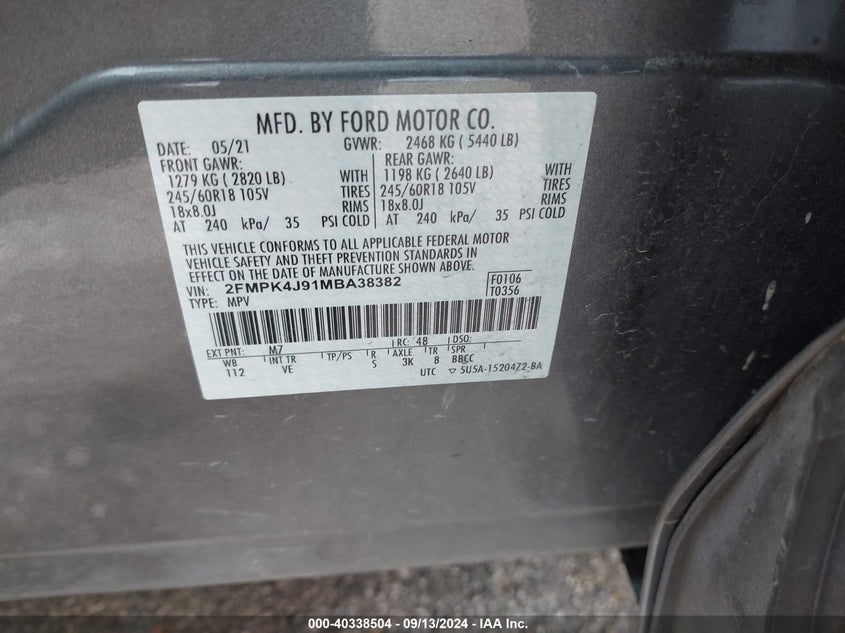 MFD. BY FORD MOTOR CO.
DATE: 05/21 GVWR: 2468 KG ( 5440 LB)
FRONT GAWR: REAR GAWR:
1279 KG ( 2820 LB) WITH 1198 KG ( 2640 LB) WITH
245/60R18 105V TIRES 245/60R18 105V TIRES
18x8.0J RIMS 18x8.0J RIMS
AT 240 kPa/ 35 PSI COLD AT 240 kPa/ 35 PSI COLD
THIS VEHICLE CONFORMS TO ALL APPLICABLE FEDERAL MOTOR
VEHICLE SAFETY AND THEFT PREVENTION STANDARDS IN
EFFECT ON THE DATE OF MANUFACTURE SHOWN ABOVE.
VIN: 2FMPK4J91MBA38382 F0106
TYPE: MPV T0356
EXT PNT: M7 RC: 48 DSO:
WB INT TR TP/PS R AXLE TR SPR
112 VE S 3K B BBCC
UTC ▽ 5U5A-1520472-BA
000-40338504 - 09/13/2024 - IAA Inc.